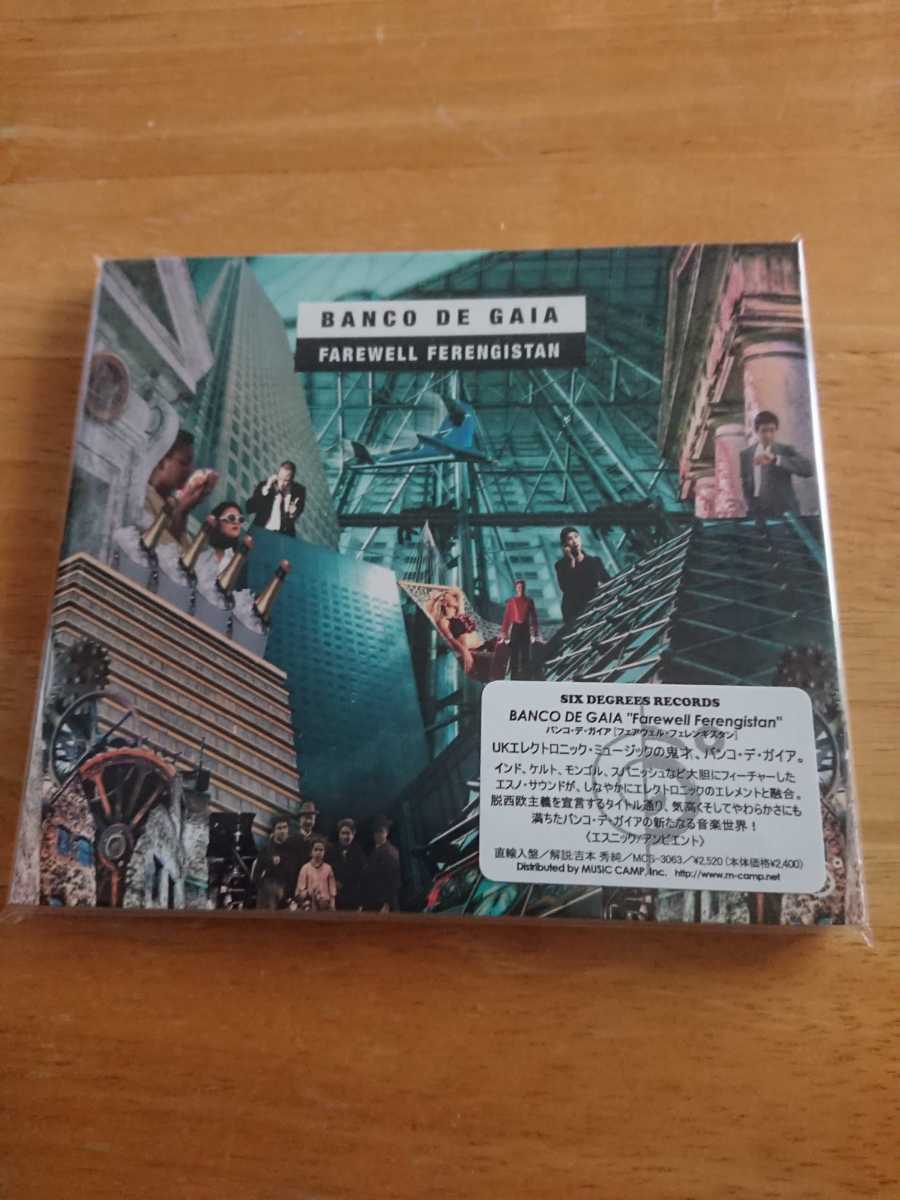 BANCO DE GAIA
FAREWELL FERENGISTAN
SIX DEGREES RECORDS
BANCO DE GAIA "Farewell Ferengistan"
バンコ・デ・ガイア [フェアウェル・フェレンギスタン]
UKエレクトロニック・ミュージックの鬼才、バンコ・デ・ガイア。
インド、ケルト、モンゴル、スパニッシュなど大胆にフィーチャーした
エスノ・サウンドが、しなやかにエレクトロニックのエレメントと融合。
脱西欧主義を宣言するタイトル通り、気高くそしてやわらかさにも
満ちたバンコ・デ・ガイアの新たなる音楽世界!
〈エスニック/アンビエント〉
直輸入盤/解説:吉本 秀純/MCS-3063/¥2,520 (本体価格¥2,400)
Distributed by MUSIC CAMP, Inc. http://www.m-camp.net